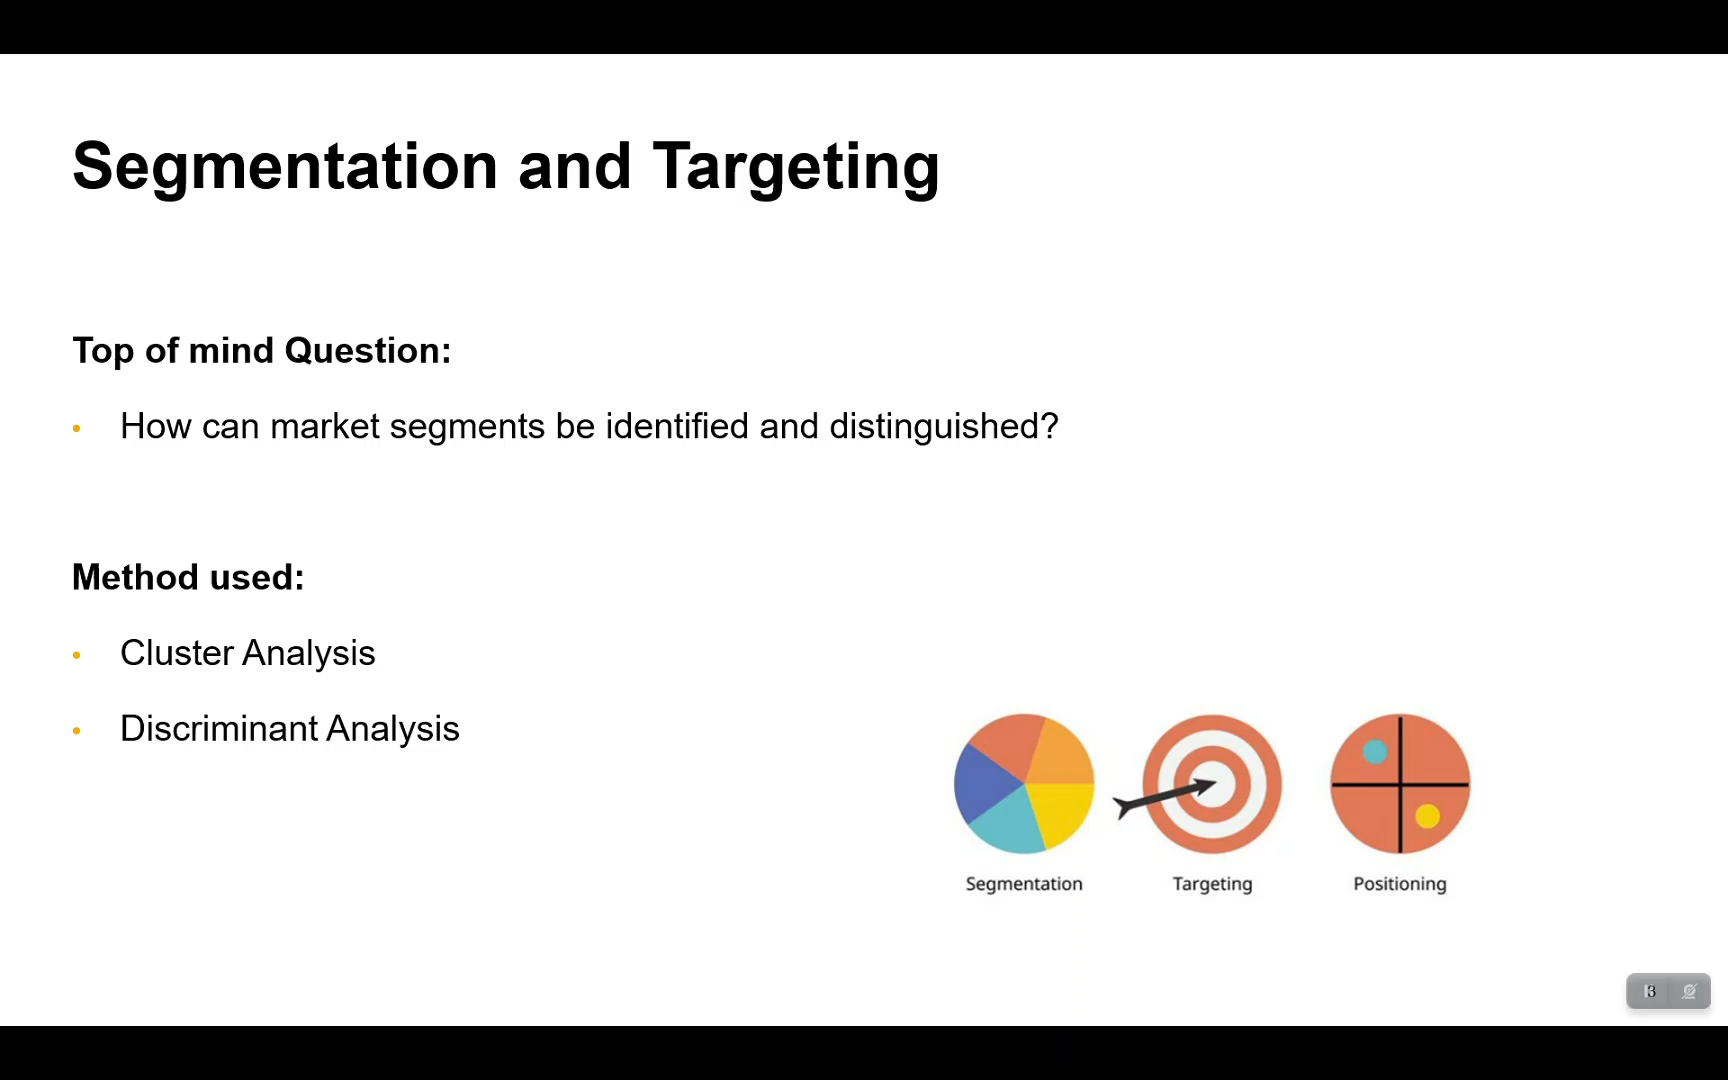 Segmentation and Targeting
Top of mind Question:
• How can market segments be identified and distinguished?
Method used:
• Cluster Analysis
• Discriminant Analysis
Segmentation
Targeting
Positioning